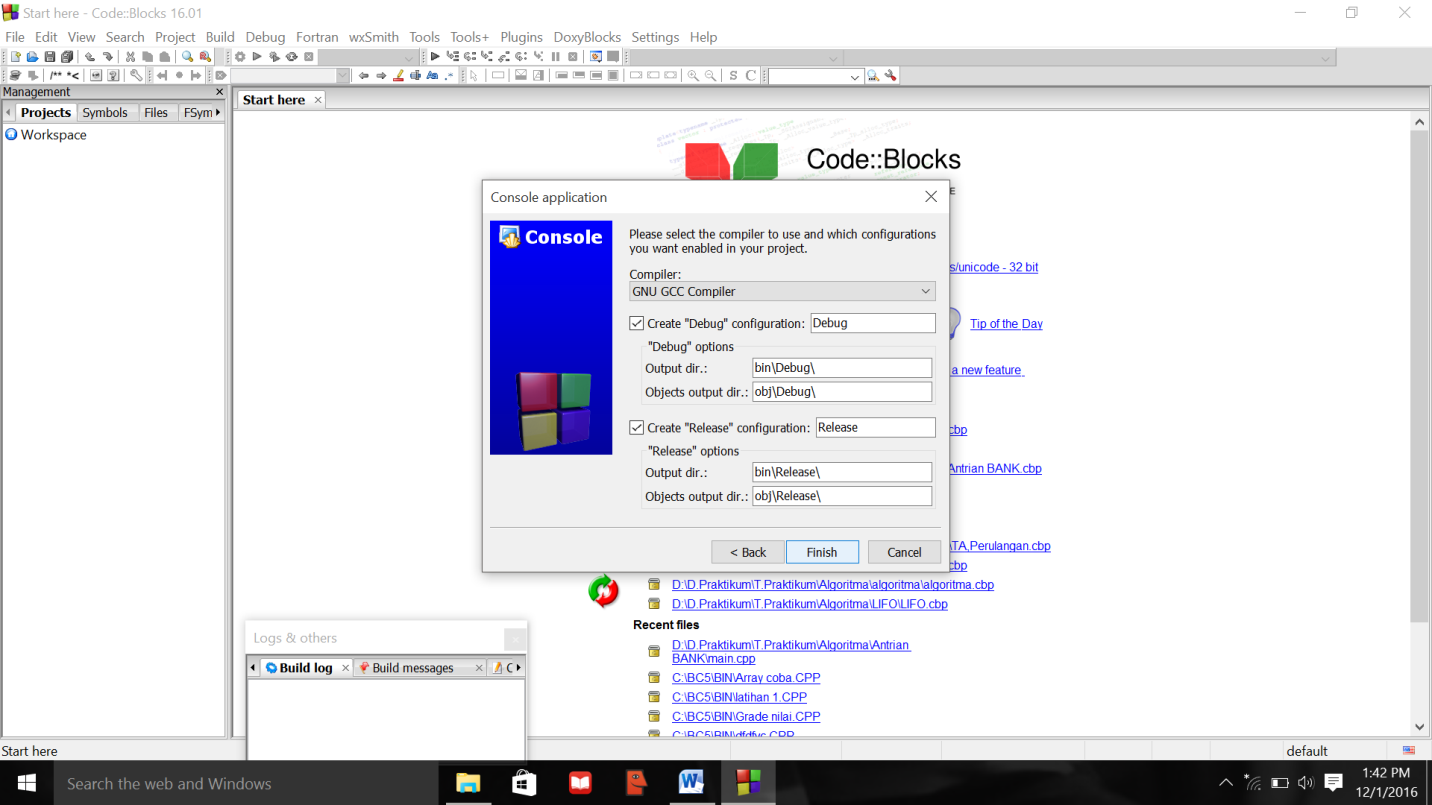 Start here - Code::Blocks 16.01
File Edit View Search Project Build Debug Fortran wxSmith Tools Tools+ Plugins DoxyBlocks Settings Help
/** *<
S C
Management
Projects Symbols Files FSym
Workspace
Start here
Code::Blocks
E
s/unicode - 32 bit
Tip of the Day
a new feature
.cbp
Antrian BANK.cbp
ATA,Perulangan.cbp
cbp
D:\D.Praktikum\T.Praktikum\Algoritma\algoritma\algoritma.cbp
D:\D.Praktikum\T.Praktikum\Algoritma\LIFO\LIFO.cbp
Recent files
D:\D.Praktikum\T.Praktikum\Algoritma\Antrian
BANK\main.cpp
C:\BC5\BIN\Array coba.CPP
C:\BC5\BIN\latihan 1.CPP
C:\BC5\BIN\Grade nilai.CPP
C:\BC5\BIN\dfdfvc.CPP
Console application
Console
Please select the compiler to use and which configurations
you want enabled in your project.
Compiler:
GNU GCC Compiler
Create "Debug" configuration: Debug
"Debug" options
Output dir.: bin\Debug\
Objects output dir.: obj\Debug\
Create "Release" configuration: Release
"Release" options
Output dir.: bin\Release\
Objects output dir.: obj\Release\
< Back Finish Cancel
Logs & others
Build log Build messages C
Start here default
Search the web and Windows
1:42 PM
12/1/2016